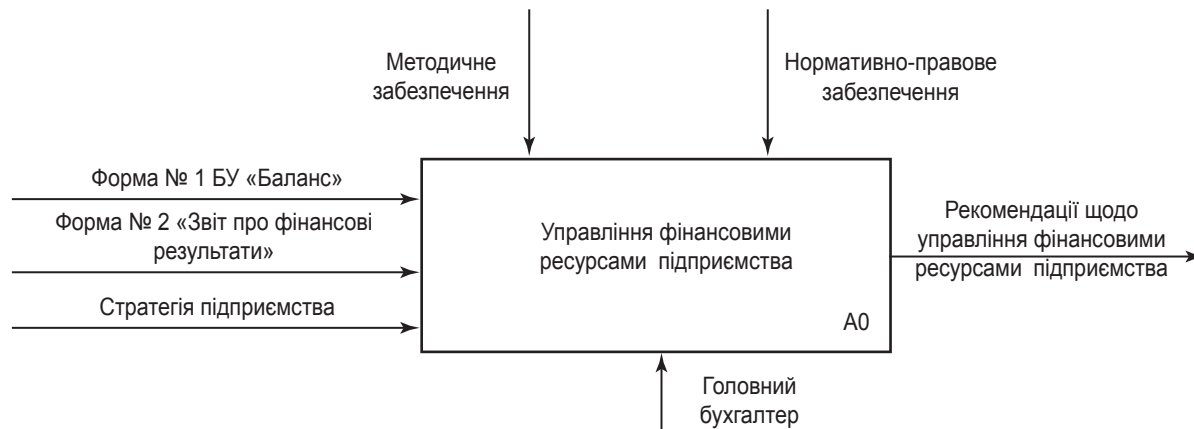 Методичне
забезпечення
Нормативно-правове
забезпечення
Форма № 1 БУ «Баланс»
Форма № 2 «Звіт про фінансові
результати»
Стратегія підприємства
Управління фінансовими
ресурсами підприємства
А0
Рекомендації щодо
управління фінансовими
ресурсами підприємства
Головний
бухгалтер